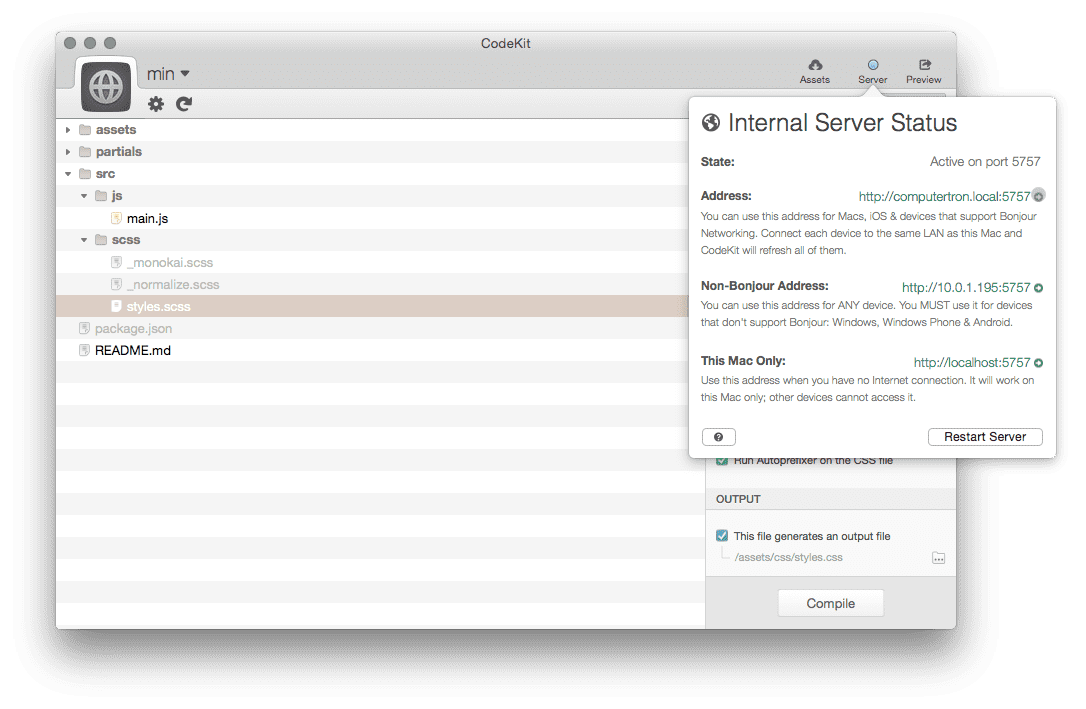 CodeKit
min
Assets
Server
Preview
assets
partials
src
js
main.js
scss
_monokai.scss
_normalize.scss
styles.scss
package.json
README.md
Internal Server Status
State: Active on port 5757
Address: http://computertron.local:5757
You can use this address for Macs, iOS & devices that support Bonjour
Networking. Connect each device to the same LAN as this Mac and
CodeKit will refresh all of them.
Non-Bonjour Address: http://10.0.1.195:5757
You can use this address for ANY device. You MUST use it for devices
that don't support Bonjour: Windows, Windows Phone & Android.
This Mac Only: http://localhost:5757
Use this address when you have no Internet connection. It will work on
this Mac only; other devices cannot access it.
?
Restart Server
Run Autoprefixer on the CSS file
OUTPUT
This file generates an output file
/assets/css/styles.css
Compile